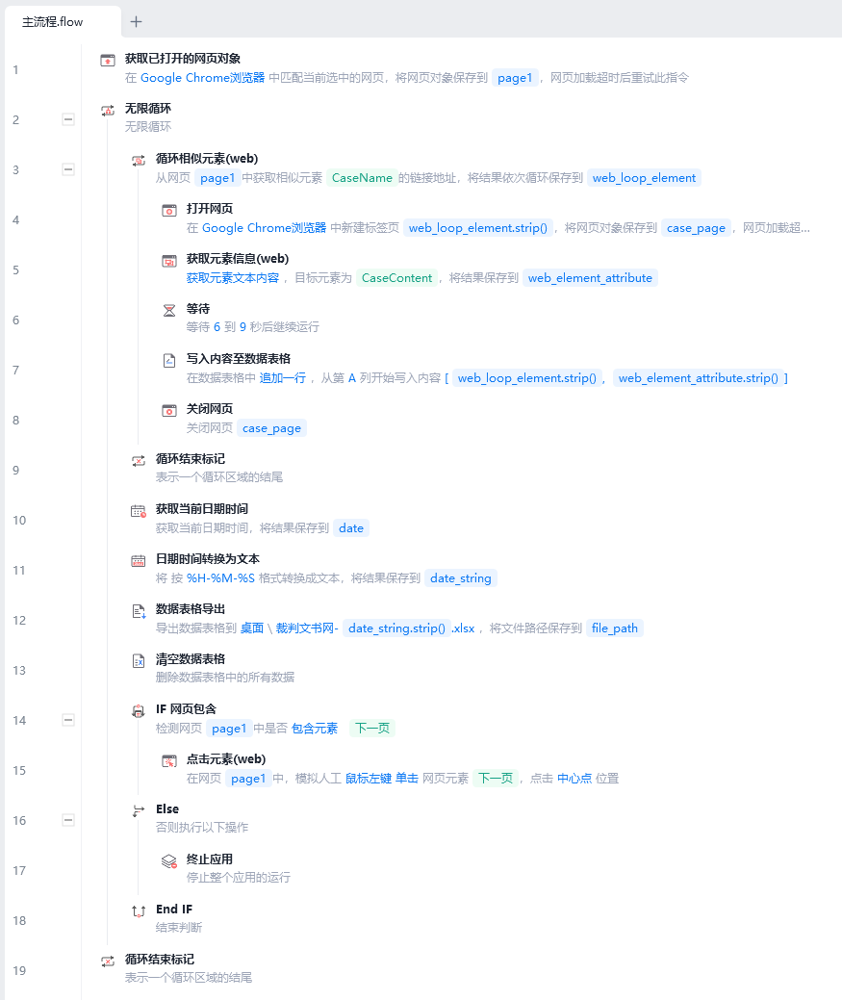 主流程.flow
1
获取已打开的网页对象
在 Google Chrome浏览器 中匹配当前选中的网页，将网页对象保存到 page1 ，网页加载超时后重试此指令
2
无限循环
无限循环
3
循环相似元素(web)
从网页 page1 中获取相似元素 CaseName 的链接地址，将结果依次循环保存到 web_loop_element
4
打开网页
在 Google Chrome浏览器 中新建标签页 web_loop_element.strip() ，将网页对象保存到 case_page ，网页加载超...
5
获取元素信息(web)
获取元素文本内容 ，目标元素为 CaseContent ，将结果保存到 web_element_attribute
6
等待
等待 6 到 9 秒后继续运行
7
写入内容至数据表格
在数据表格中 追加一行 ，从第 A 列开始写入内容 [ web_loop_element.strip() , web_element_attribute.strip() ]
8
关闭网页
关闭网页 case_page
9
循环结束标记
表示一个循环区域的结尾
10
获取当前日期时间
获取当前日期时间，将结果保存到 date
11
日期时间转换为文本
将 按 %H-%M-%S 格式转换成文本，将结果保存到 date_string
12
数据表格导出
导出数据表格到 桌面 \ 裁判文书网- date_string.strip() .xlsx ，将文件路径保存到 file_path
13
清空数据表格
删除数据表格中的所有数据
14
IF 网页包含
检测网页 page1 中是否 包含元素 下一页
15
点击元素(web)
在网页 page1 中，模拟人工 鼠标左键 单击 网页元素 下一页 ，点击 中心点 位置
16
Else
否则执行以下操作
17
终止应用
停止整个应用的运行
18
End IF
结束判断
19
循环结束标记
表示一个循环区域的结尾